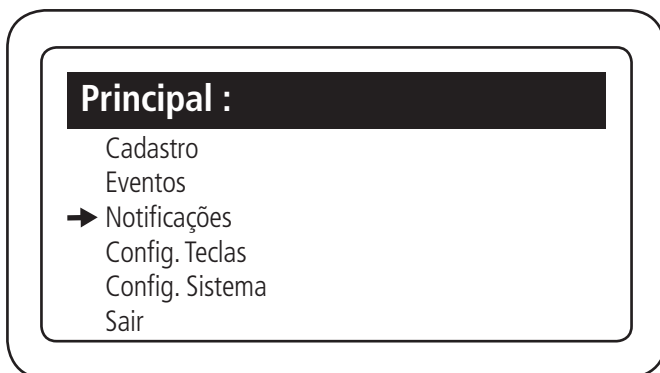 Principal :
Cadastro
Eventos
Notificações
Config. Teclas
Config. Sistema
Sair